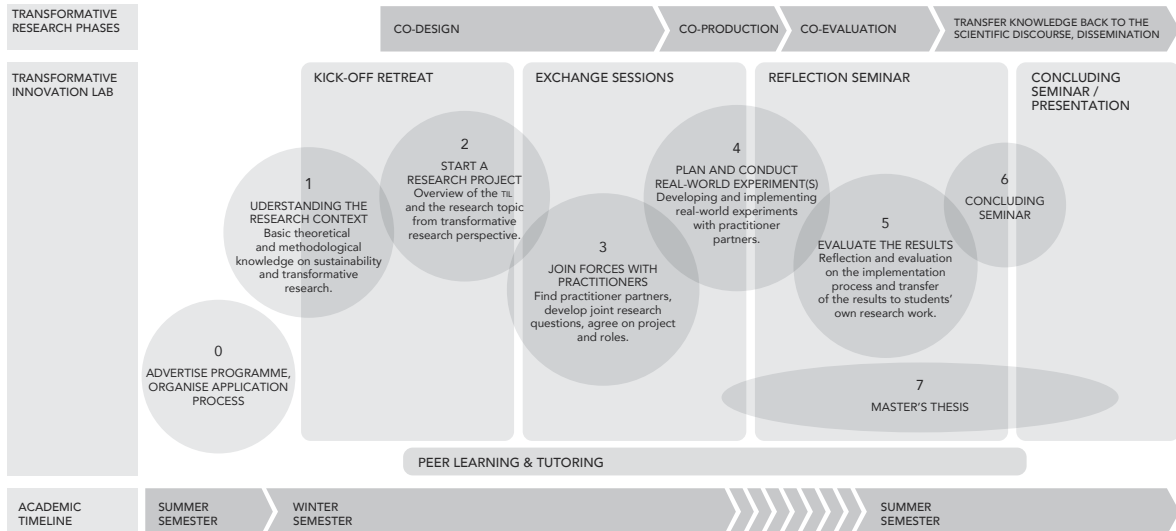 TRANSFORMATIVE
RESEARCH PHASES
CO-DESIGN
CO-PRODUCTION
CO-EVALUATION
TRANSFER KNOWLEDGE BACK TO THE
SCIENTIFIC DISCOURSE, DISSEMINATION
TRANSFORMATIVE
INNOVATION LAB
KICK-OFF RETREAT
EXCHANGE SESSIONS
REFLECTION SEMINAR
CONCLUDING
SEMINAR /
PRESENTATION
0
ADVERTISE PROGRAMME,
ORGANISE APPLICATION
PROCESS
1
UDERSTANDING THE
RESEARCH CONTEXT
Basic theoretical
and methodological
knowledge on sustainability
and transformative
research.
2
START A
RESEARCH PROJECT
Overview of the TIL
and the research topic
from transformative
research perspective.
3
JOIN FORCES WITH
PRACTITIONERS
Find practitioner partners,
develop joint research
questions, agree on project
and roles.
4
PLAN AND CONDUCT
REAL-WORLD EXPERIMENT(S)
Developing and implementing
real-world experiments
with practitioner
partners.
5
EVALUATE THE RESULTS
Reflection and evaluation
on the implementation
process and transfer
of the results to students’
own research work.
6
CONCLUDING
SEMINAR
7
MASTER’S THESIS
PEER LEARNING & TUTORING
ACADEMIC
TIMELINE
SUMMER
SEMESTER
WINTER
SEMESTER
SUMMER
SEMESTER